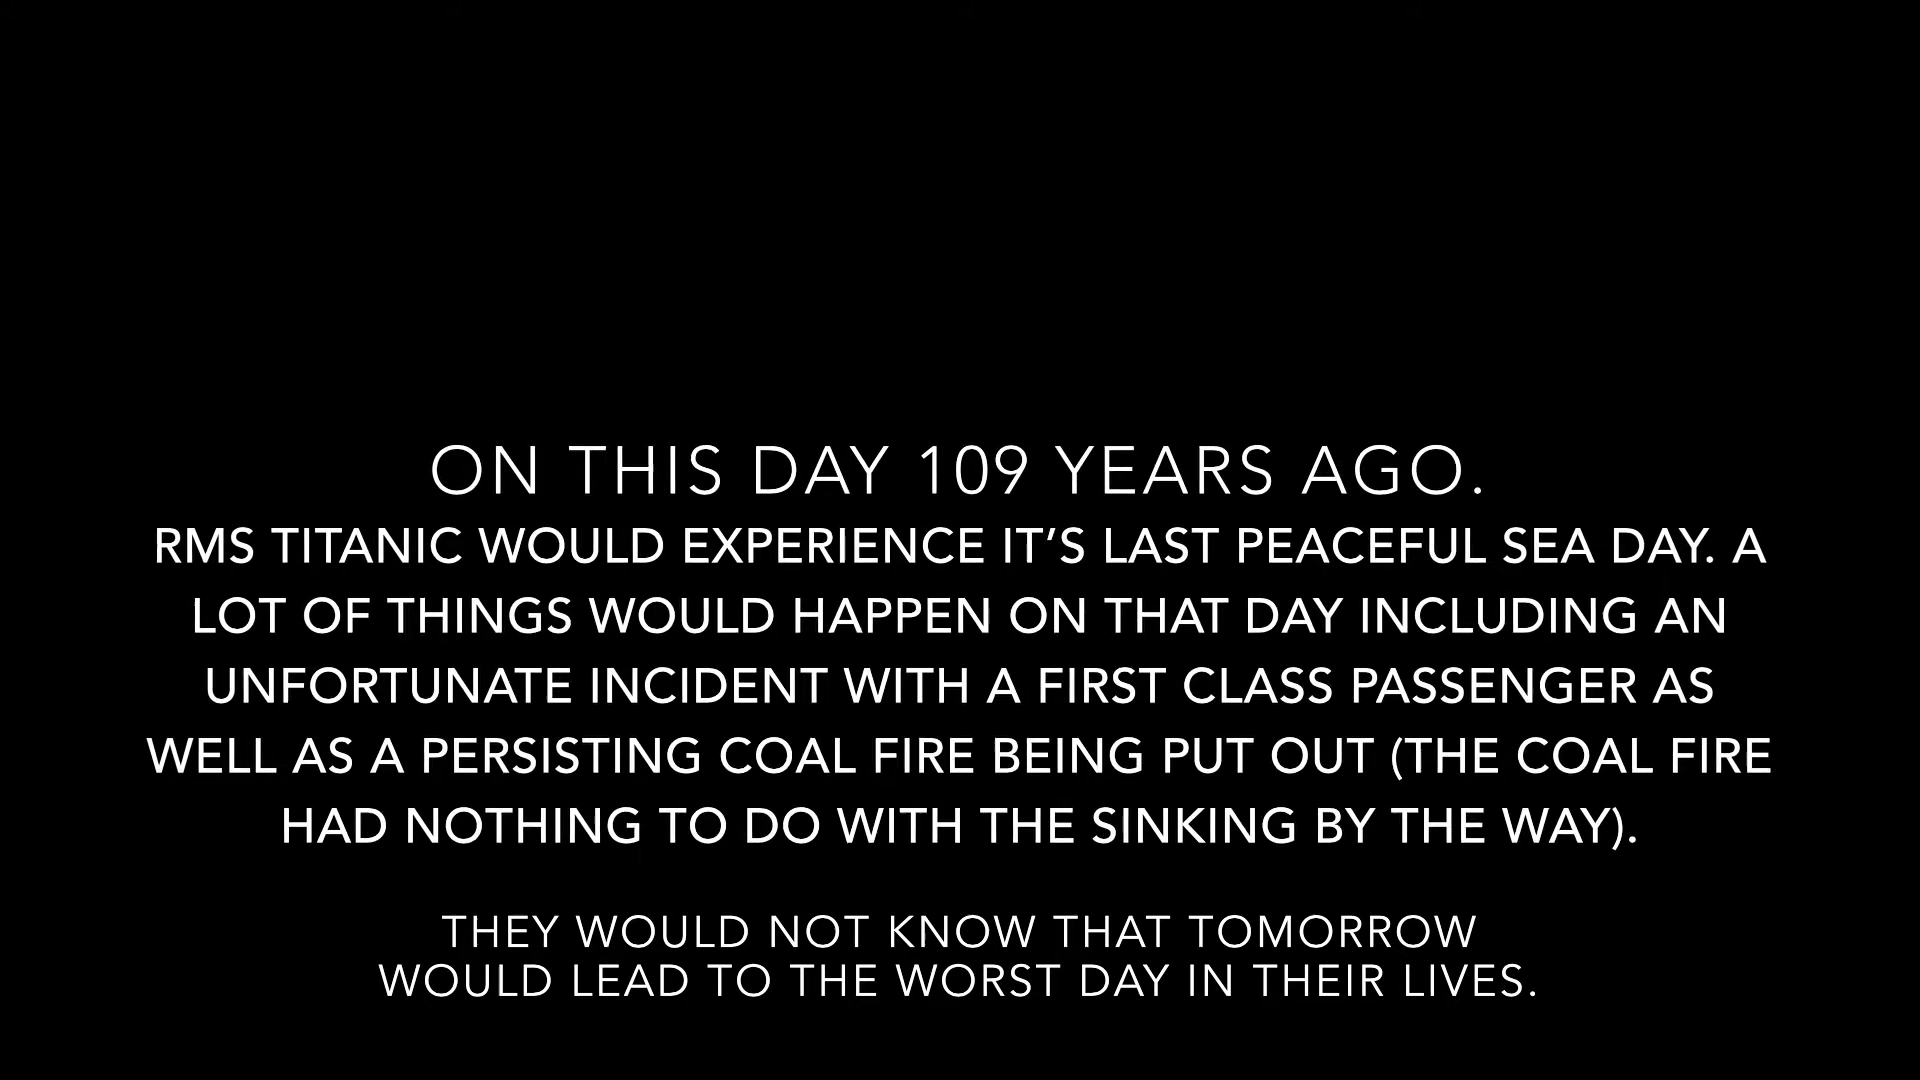 ON THIS DAY 109 YEARS AGO.
RMS TITANIC WOULD EXPERIENCE IT’S LAST PEACEFUL SEA DAY. A
LOT OF THINGS WOULD HAPPEN ON THAT DAY INCLUDING AN
UNFORTUNATE INCIDENT WITH A FIRST CLASS PASSENGER AS
WELL AS A PERSISTING COAL FIRE BEING PUT OUT (THE COAL FIRE
HAD NOTHING TO DO WITH THE SINKING BY THE WAY).
THEY WOULD NOT KNOW THAT TOMORROW
WOULD LEAD TO THE WORST DAY IN THEIR LIVES.